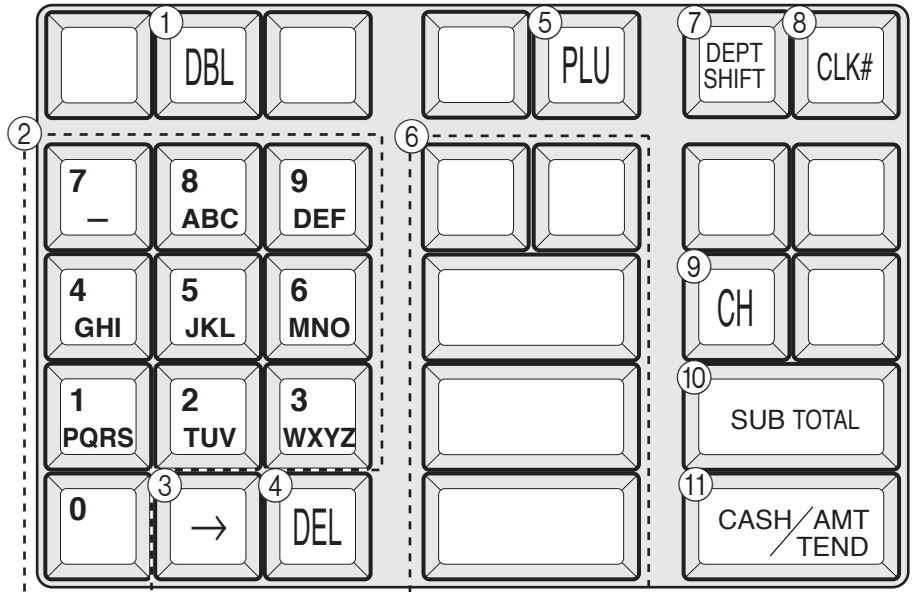 ① DBL ⑤ PLU ⑦ DEPT SHIFT ⑧ CLK#
② ⑥
7 – 8 ABC 9 DEF
4 GHI 5 JKL 6 MNO ⑨ CH
1 PQRS 2 TUV 3 WXYZ ⑩ SUB TOTAL
0 ③ → ④ DEL ⑪ CASH/AMT TEND